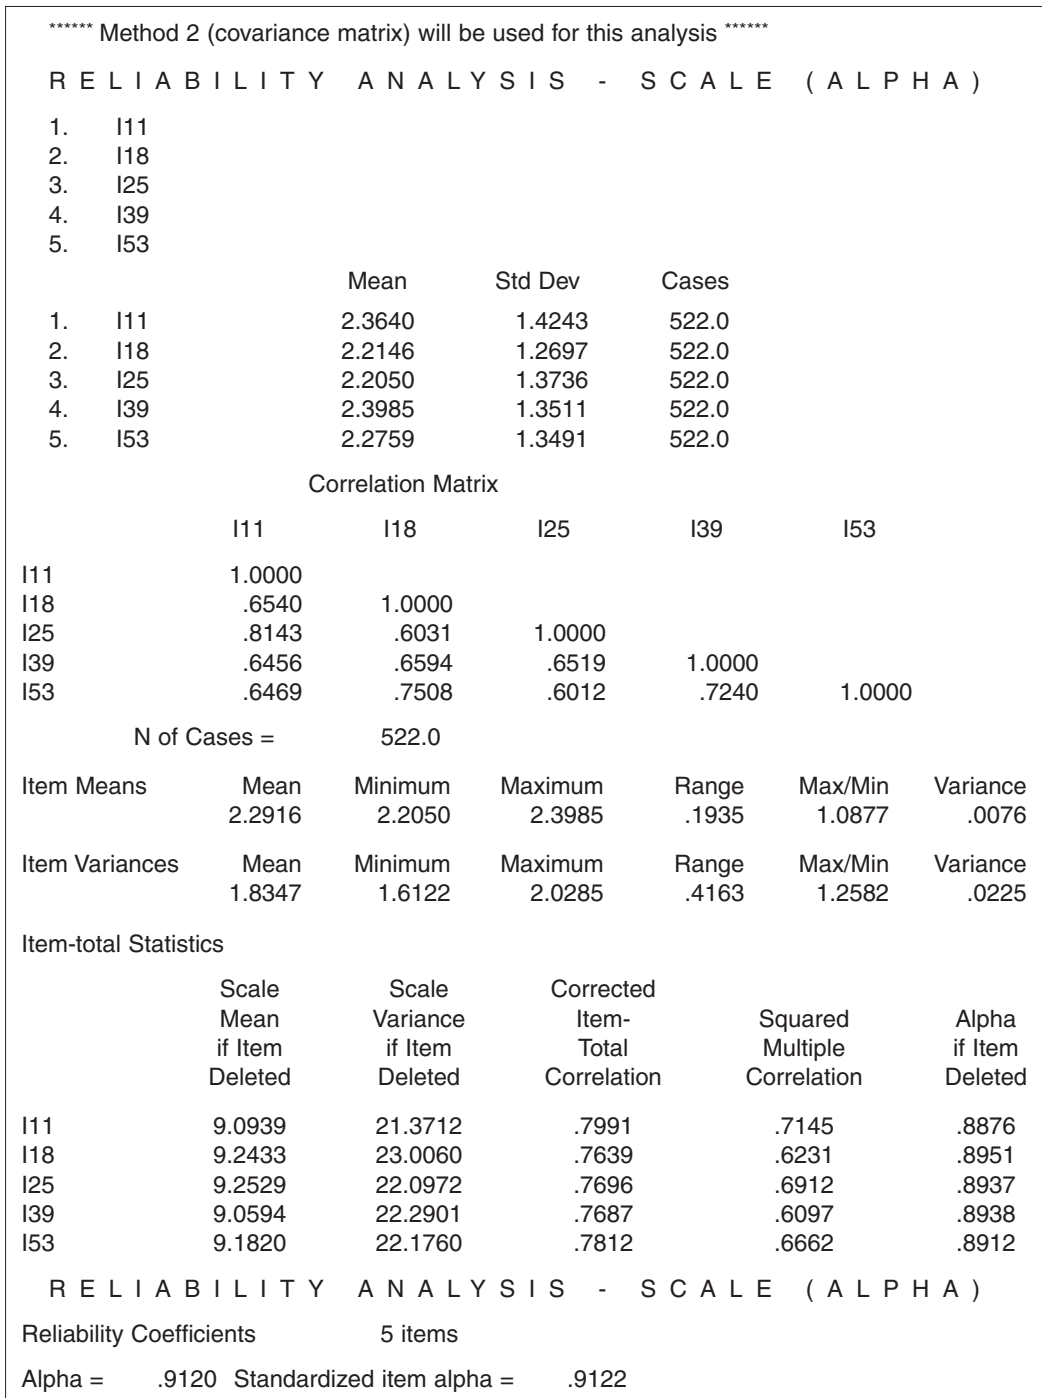 ****** Method 2 (covariance matrix) will be used for this analysis ******
R E L I A B I L I T Y A N A L Y S I S - S C A L E ( A L P H A )
1. I11
2. I18
3. I25
4. I39
5. I53
Mean Std Dev Cases
1. I11 2.3640 1.4243 522.0
2. I18 2.2146 1.2697 522.0
3. I25 2.2050 1.3736 522.0
4. I39 2.3985 1.3511 522.0
5. I53 2.2759 1.3491 522.0
Correlation Matrix
I11 I18 I25 I39 I53
I11 1.0000
I18 .6540 1.0000
I25 .8143 .6031 1.0000
I39 .6456 .6594 .6519 1.0000
I53 .6469 .7508 .6012 .7240 1.0000
N of Cases = 522.0
Item Means Mean Minimum Maximum Range Max/Min Variance
2.2916 2.2050 2.3985 .1935 1.0877 .0076
Item Variances Mean Minimum Maximum Range Max/Min Variance
1.8347 1.6122 2.0285 .4163 1.2582 .0225
Item-total Statistics
Scale Scale Corrected
Mean Variance Item- Squared Alpha
if Item if Item Total Multiple if Item
Deleted Deleted Correlation Correlation Deleted
I11 9.0939 21.3712 .7991 .7145 .8876
I18 9.2433 23.0060 .7639 .6231 .8951
I25 9.2529 22.0972 .7696 .6912 .8937
I39 9.0594 22.2901 .7687 .6097 .8938
I53 9.1820 22.1760 .7812 .6662 .8912
R E L I A B I L I T Y A N A L Y S I S - S C A L E ( A L P H A )
Reliability Coefficients 5 items
Alpha = .9120 Standardized item alpha = .9122